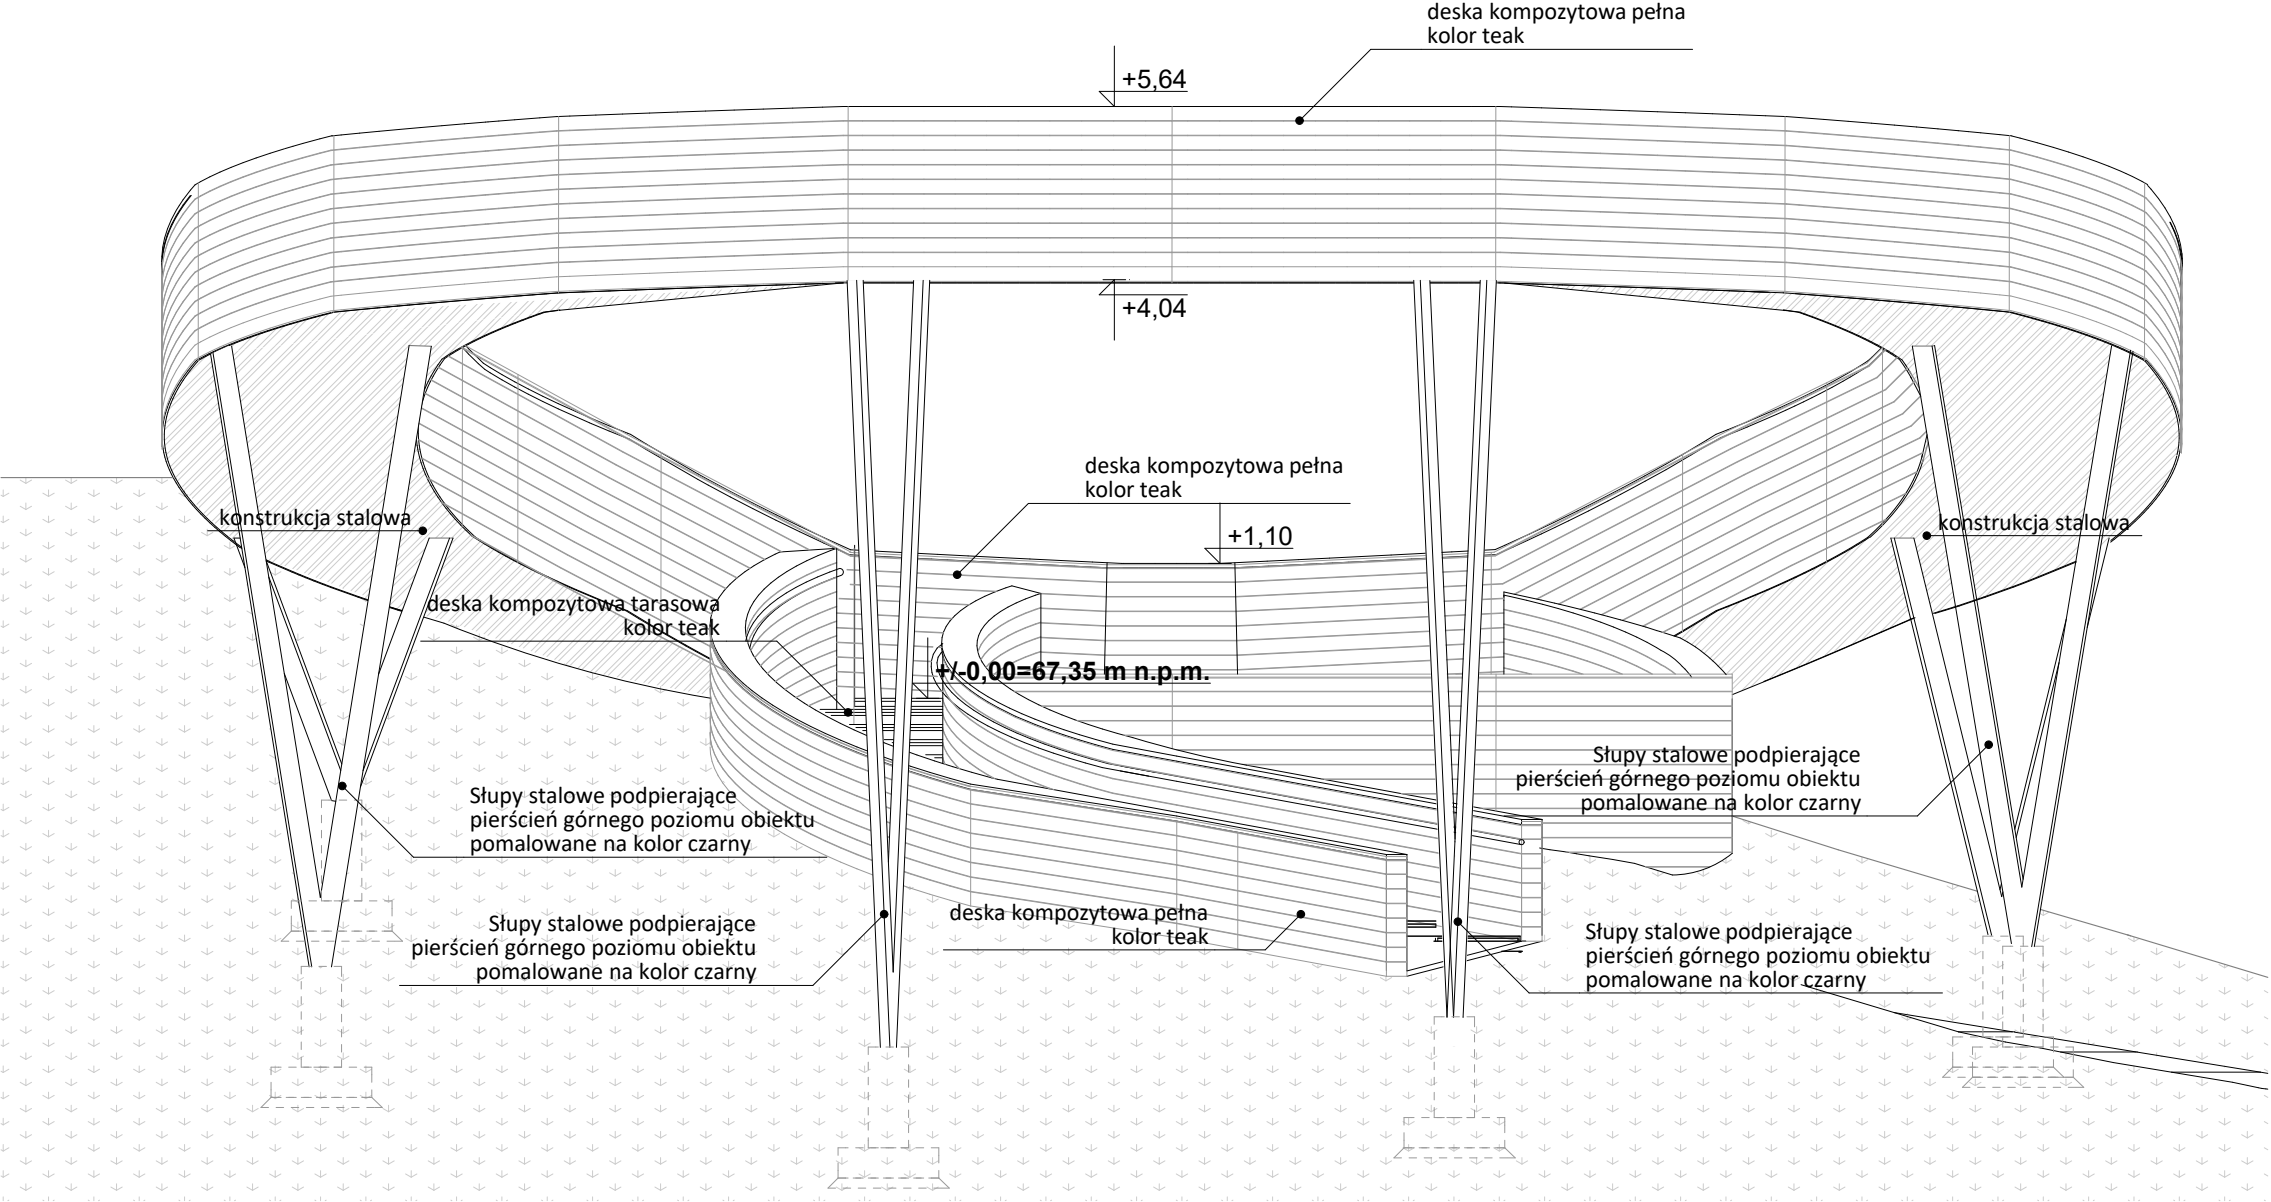 deska kompozytowa pełna
kolor teak
+5,64
+4,04
deska kompozytowa pełna
kolor teak
+1,10
konstrukcja stalowa
konstrukcja stalowa
deska kompozytowa tarasowa
kolor teak
+/-0,00=67,35 m n.p.m.
Słupy stalowe podpierające
pierścień górnego poziomu obiektu
pomalowane na kolor czarny
Słupy stalowe podpierające
pierścień górnego poziomu obiektu
pomalowane na kolor czarny
Słupy stalowe podpierające
pierścień górnego poziomu obiektu
pomalowane na kolor czarny
deska kompozytowa pełna
kolor teak
Słupy stalowe podpierające
pierścień górnego poziomu obiektu
pomalowane na kolor czarny